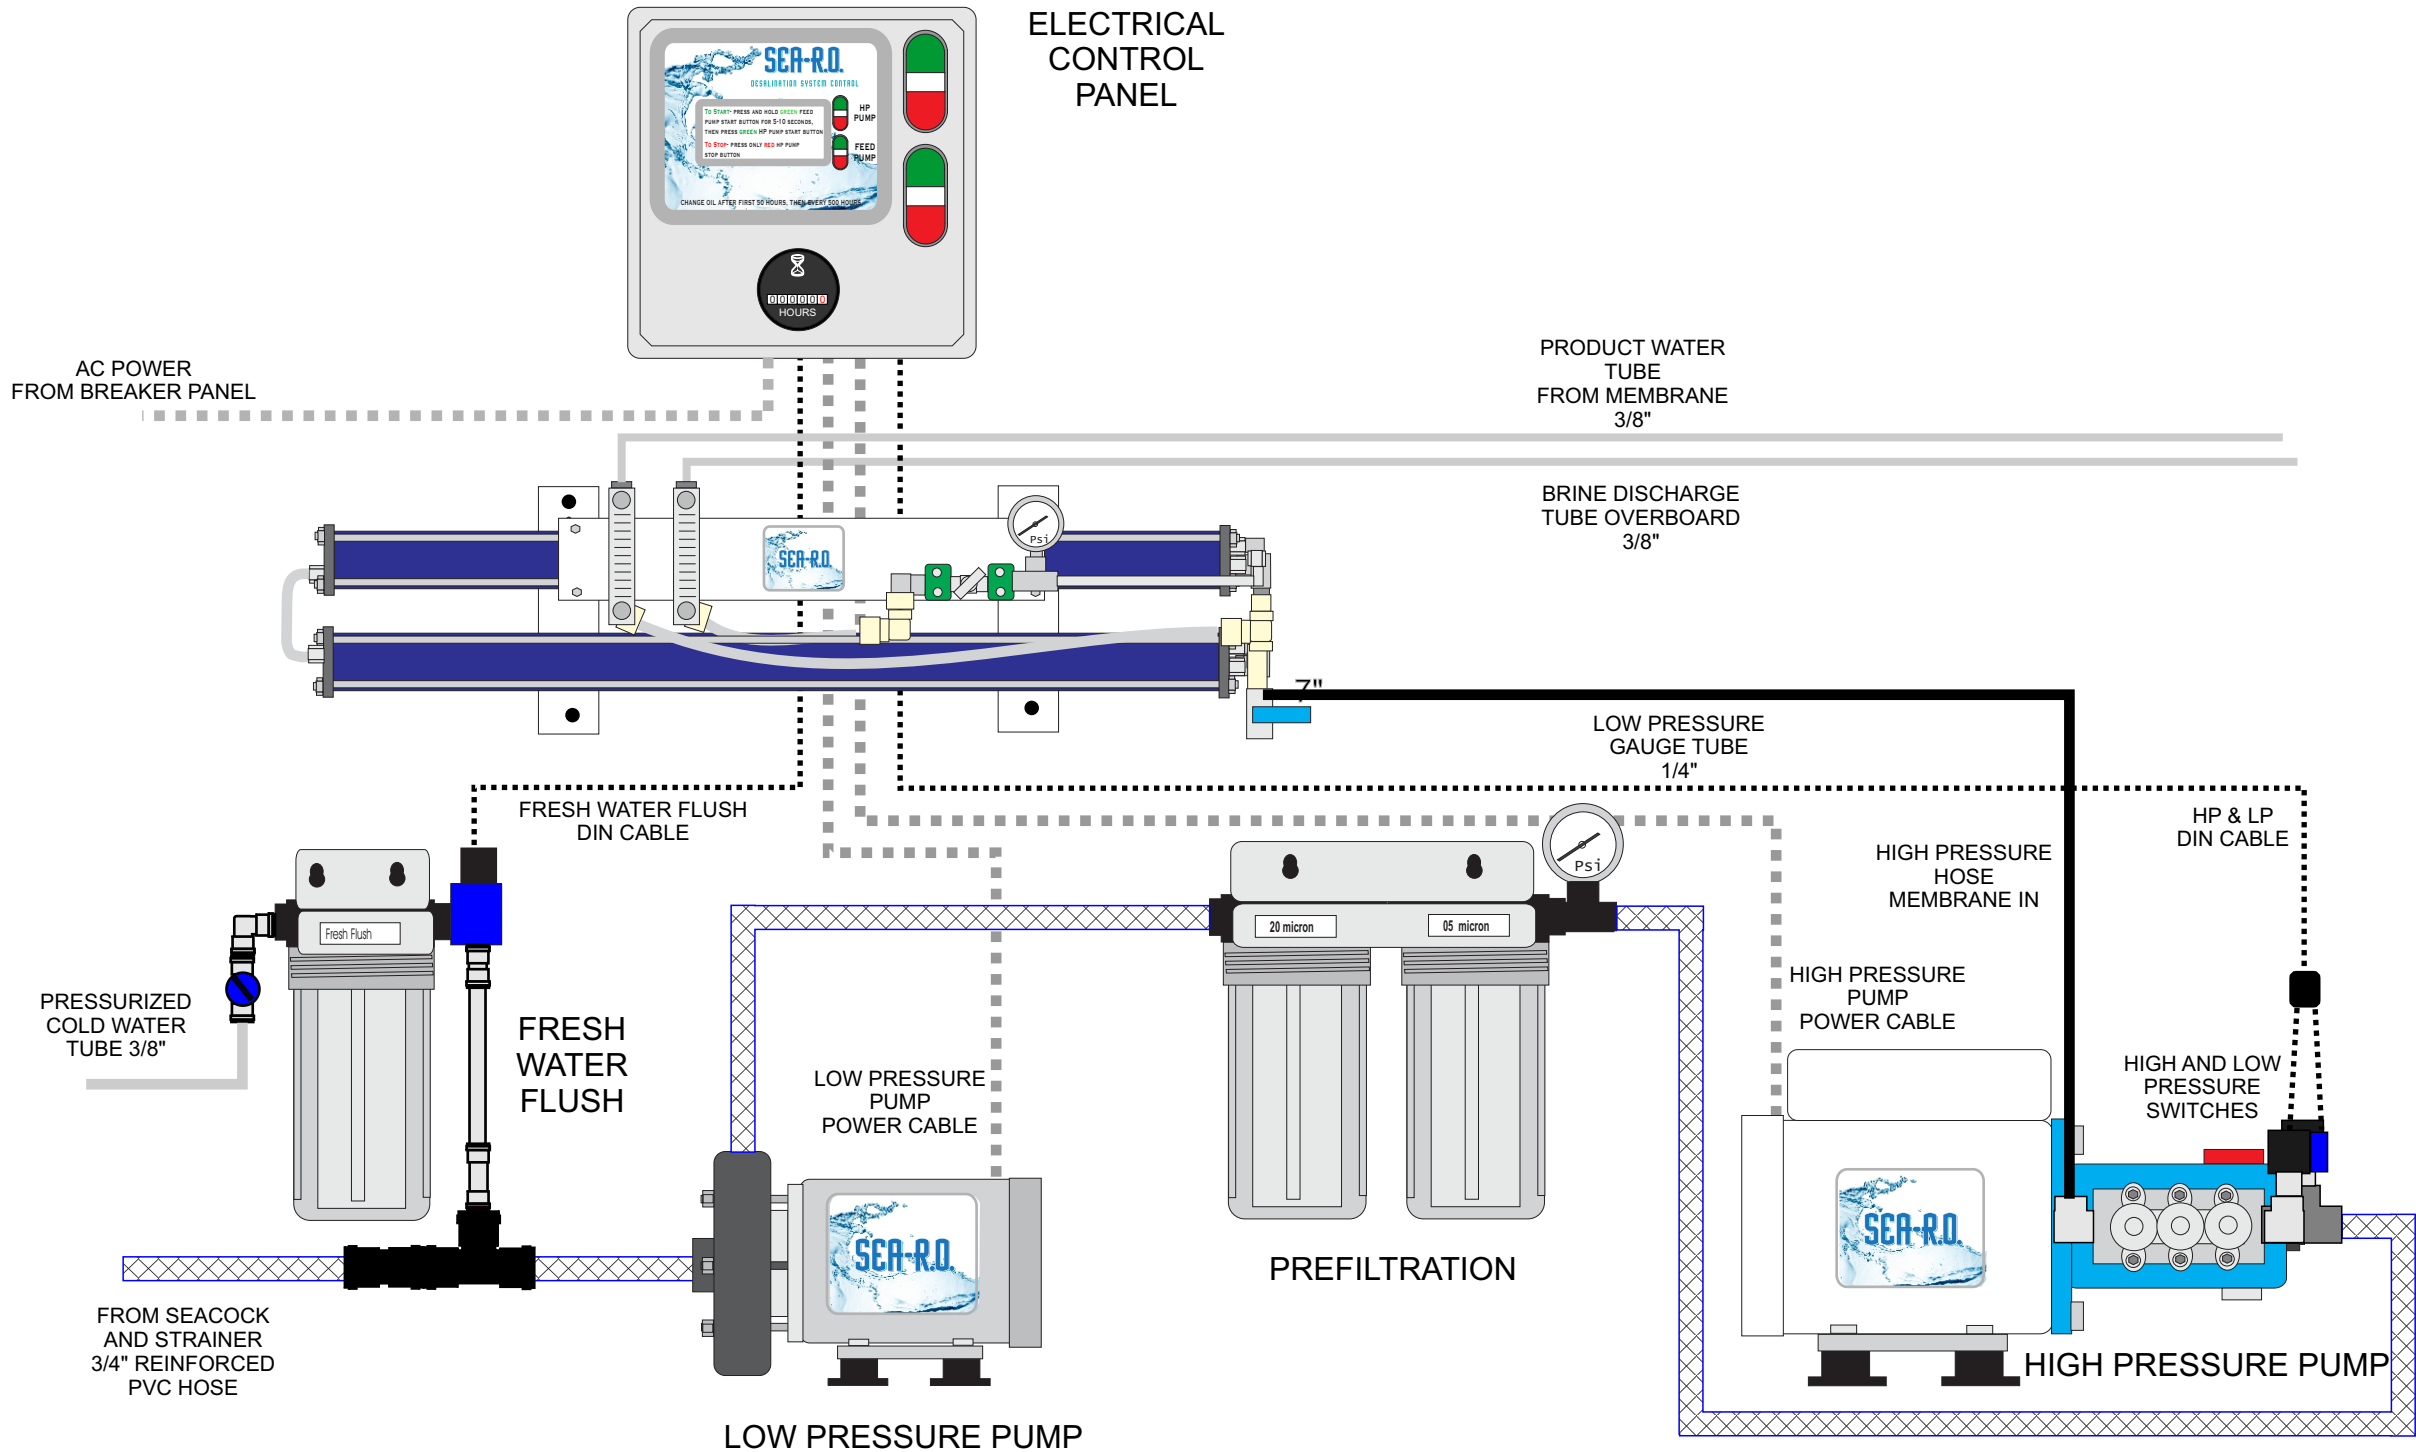 ELECTRICAL
CONTROL
PANEL
SEA-R.O.
DESALINATION SYSTEM CONTROL
TO START- PRESS AND HOLD GREEN FEED
PUMP START BUTTON FOR 5-10 SECONDS,
THEN PRESS GREEN HP PUMP START BUTTON
TO STOP- PRESS ONLY RED HP PUMP
STOP BUTTON
HP
PUMP
FEED
PUMP
CHANGE OIL AFTER FIRST 50 HOURS, THEN EVERY 500 HOURS
000000
HOURS
AC POWER
FROM BREAKER PANEL
PRODUCT WATER
TUBE
FROM MEMBRANE
3/8"
BRINE DISCHARGE
TUBE OVERBOARD
3/8"
Psi
SEA-R.O.
7"
LOW PRESSURE
GAUGE TUBE
1/4"
FRESH WATER FLUSH
DIN CABLE
HP & LP
DIN CABLE
HIGH PRESSURE
HOSE
MEMBRANE IN
Psi
Fresh Flush
20 micron
05 micron
PRESSURIZED
COLD WATER
TUBE 3/8"
FRESH
WATER
FLUSH
HIGH PRESSURE
PUMP
POWER CABLE
LOW PRESSURE
PUMP
POWER CABLE
HIGH AND LOW
PRESSURE
SWITCHES
SEA-R.O.
SEA-R.O.
PREFILTRATION
FROM SEACOCK
AND STRAINER
3/4" REINFORCED
PVC HOSE
HIGH PRESSURE PUMP
LOW PRESSURE PUMP